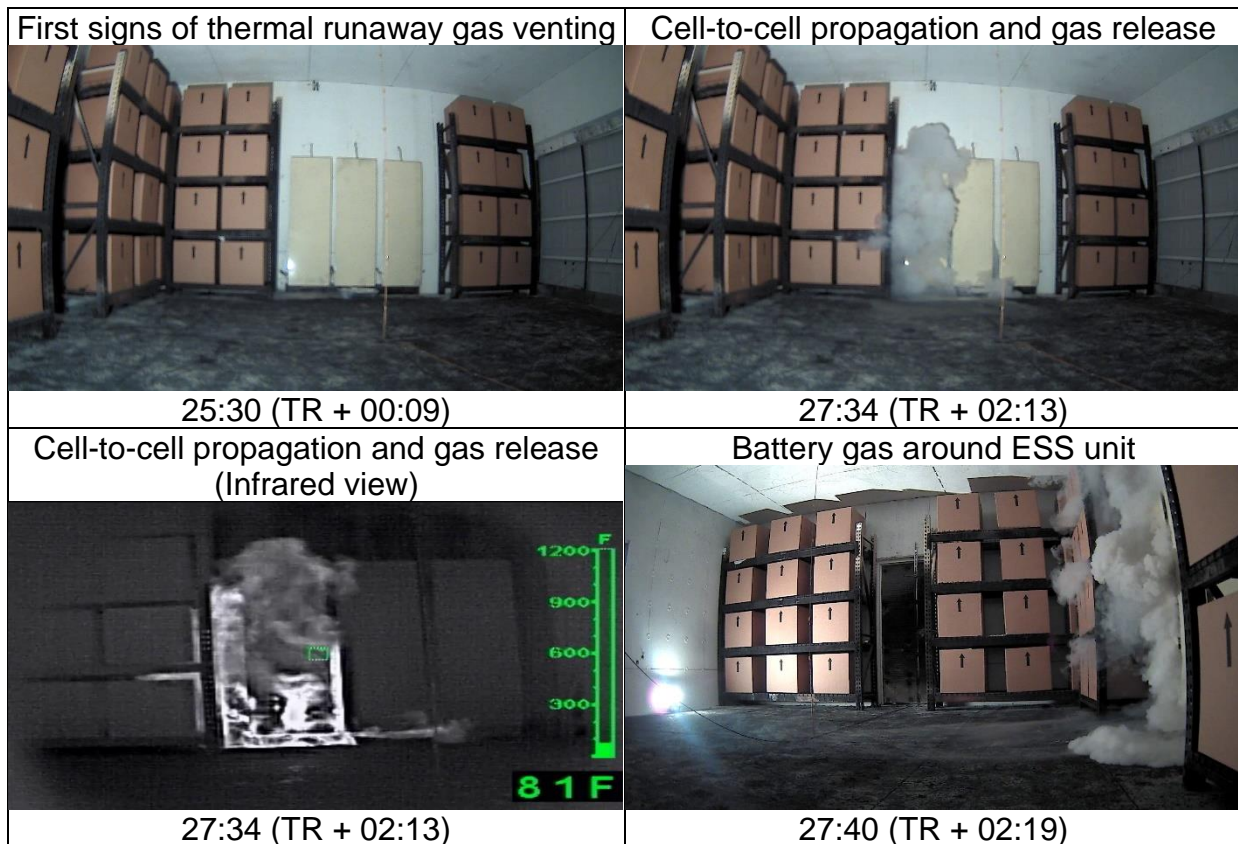 First signs of thermal runaway gas venting
Cell-to-cell propagation and gas release
25:30 (TR + 00:09)
27:34 (TR + 02:13)
Cell-to-cell propagation and gas release
(Infrared view)
Battery gas around ESS unit
F
1200
900
600
300
81F
27:34 (TR + 02:13)
27:40 (TR + 02:19)